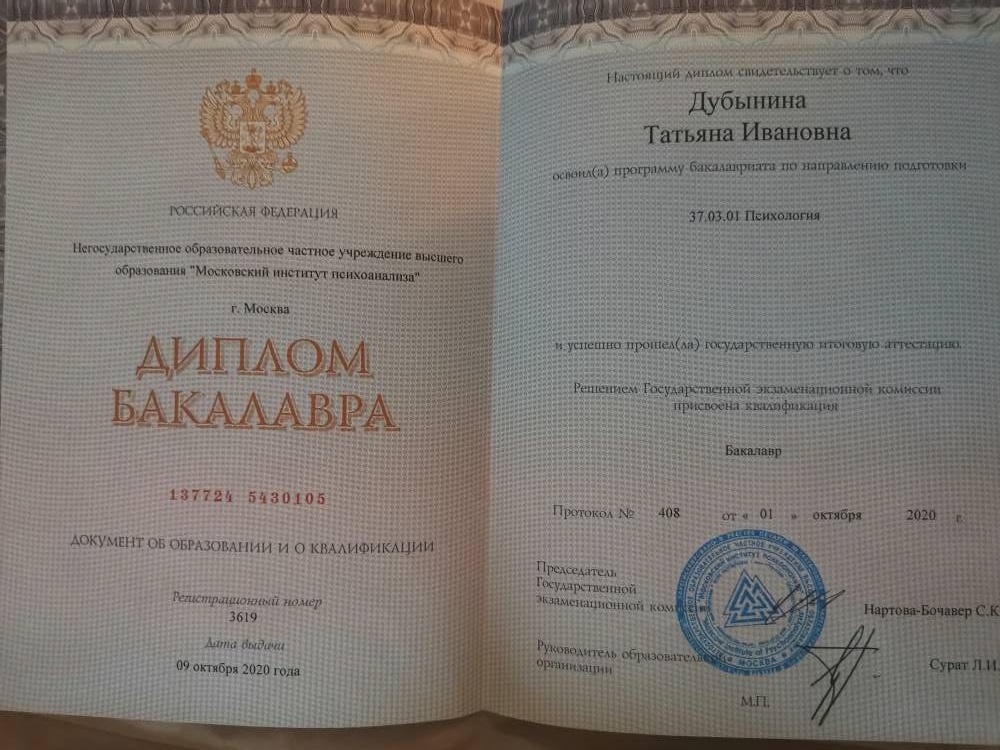 РОССИЙСКАЯ ФЕДЕРАЦИЯ
Негосударственное образовательное частное учреждение высшего
образования "Московский институт психоанализа"
г. Москва
ДИПЛОМ
БАКАЛАВРА
137724 5430105
ДОКУМЕНТ ОБ ОБРАЗОВАНИИ И О КВАЛИФИКАЦИИ
Регистрационный номер
3619
Дата выдачи
09 октября 2020 года
Настоящий диплом свидетельствует о том, что
Дубынина
Татьяна Ивановна
освоил(а) программу бакалавриата по направлению подготовки
37.03.01 Психология
и успешно прошел(ла) государственную итоговую аттестацию.
Решением Государственной экзаменационной комиссии
присвоена квалификация
Бакалавр
Протокол № 408 от « 01 » октября 2020 г.
Председатель
Государственной
экзаменационной
Нартова-Бочавер С.К
Руководитель
организации
Сурат Л.И.
МОСКВА
М.П.